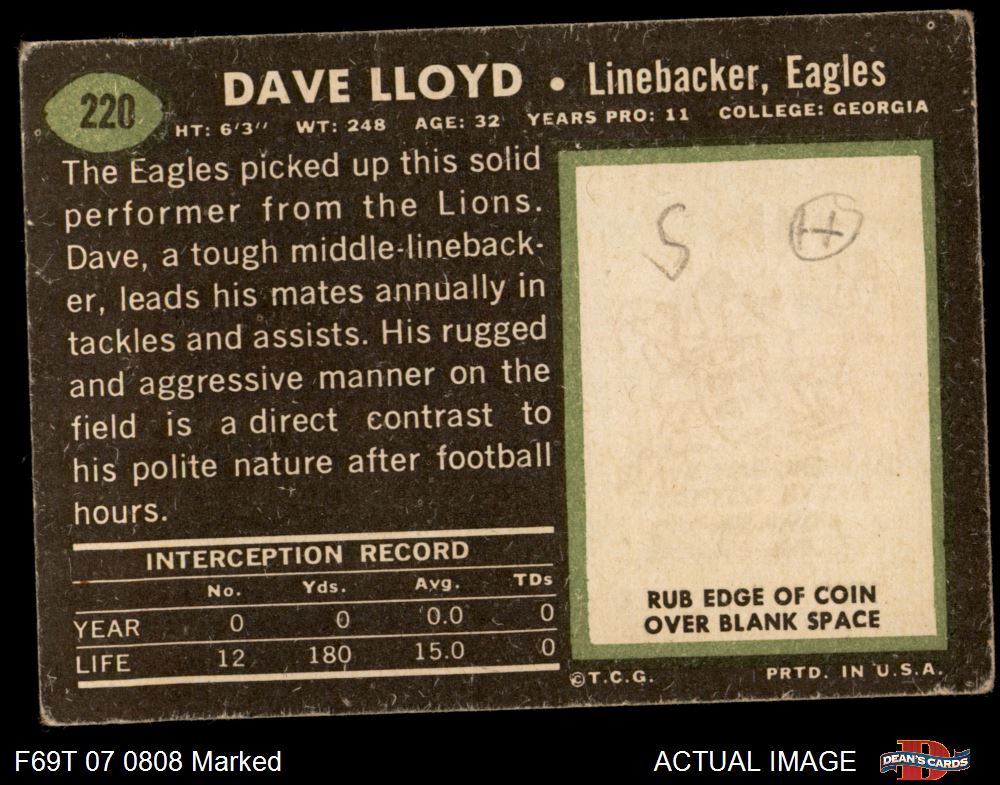 220
DAVE LLOYD • Linebacker, Eagles
HT: 6'3" WT: 248 AGE: 32 YEARS PRO: 11 COLLEGE: GEORGIA
The Eagles picked up this solid
performer from the Lions.
Dave, a tough middle-lineback-
er, leads his mates annually in
tackles and assists. His rugged
and aggressive manner on the
field is a direct contrast to
his polite nature after football
hours.
INTERCEPTION RECORD
No. Yds. Avg. TDs
YEAR 0 0 0.0 0
LIFE 12 180 15.0 0
S H
RUB EDGE OF COIN
OVER BLANK SPACE
©T.C.G. PRTD. IN U.S.A.
F69T 07 0808 Marked
ACTUAL IMAGE
D
DEAN'S CARDS